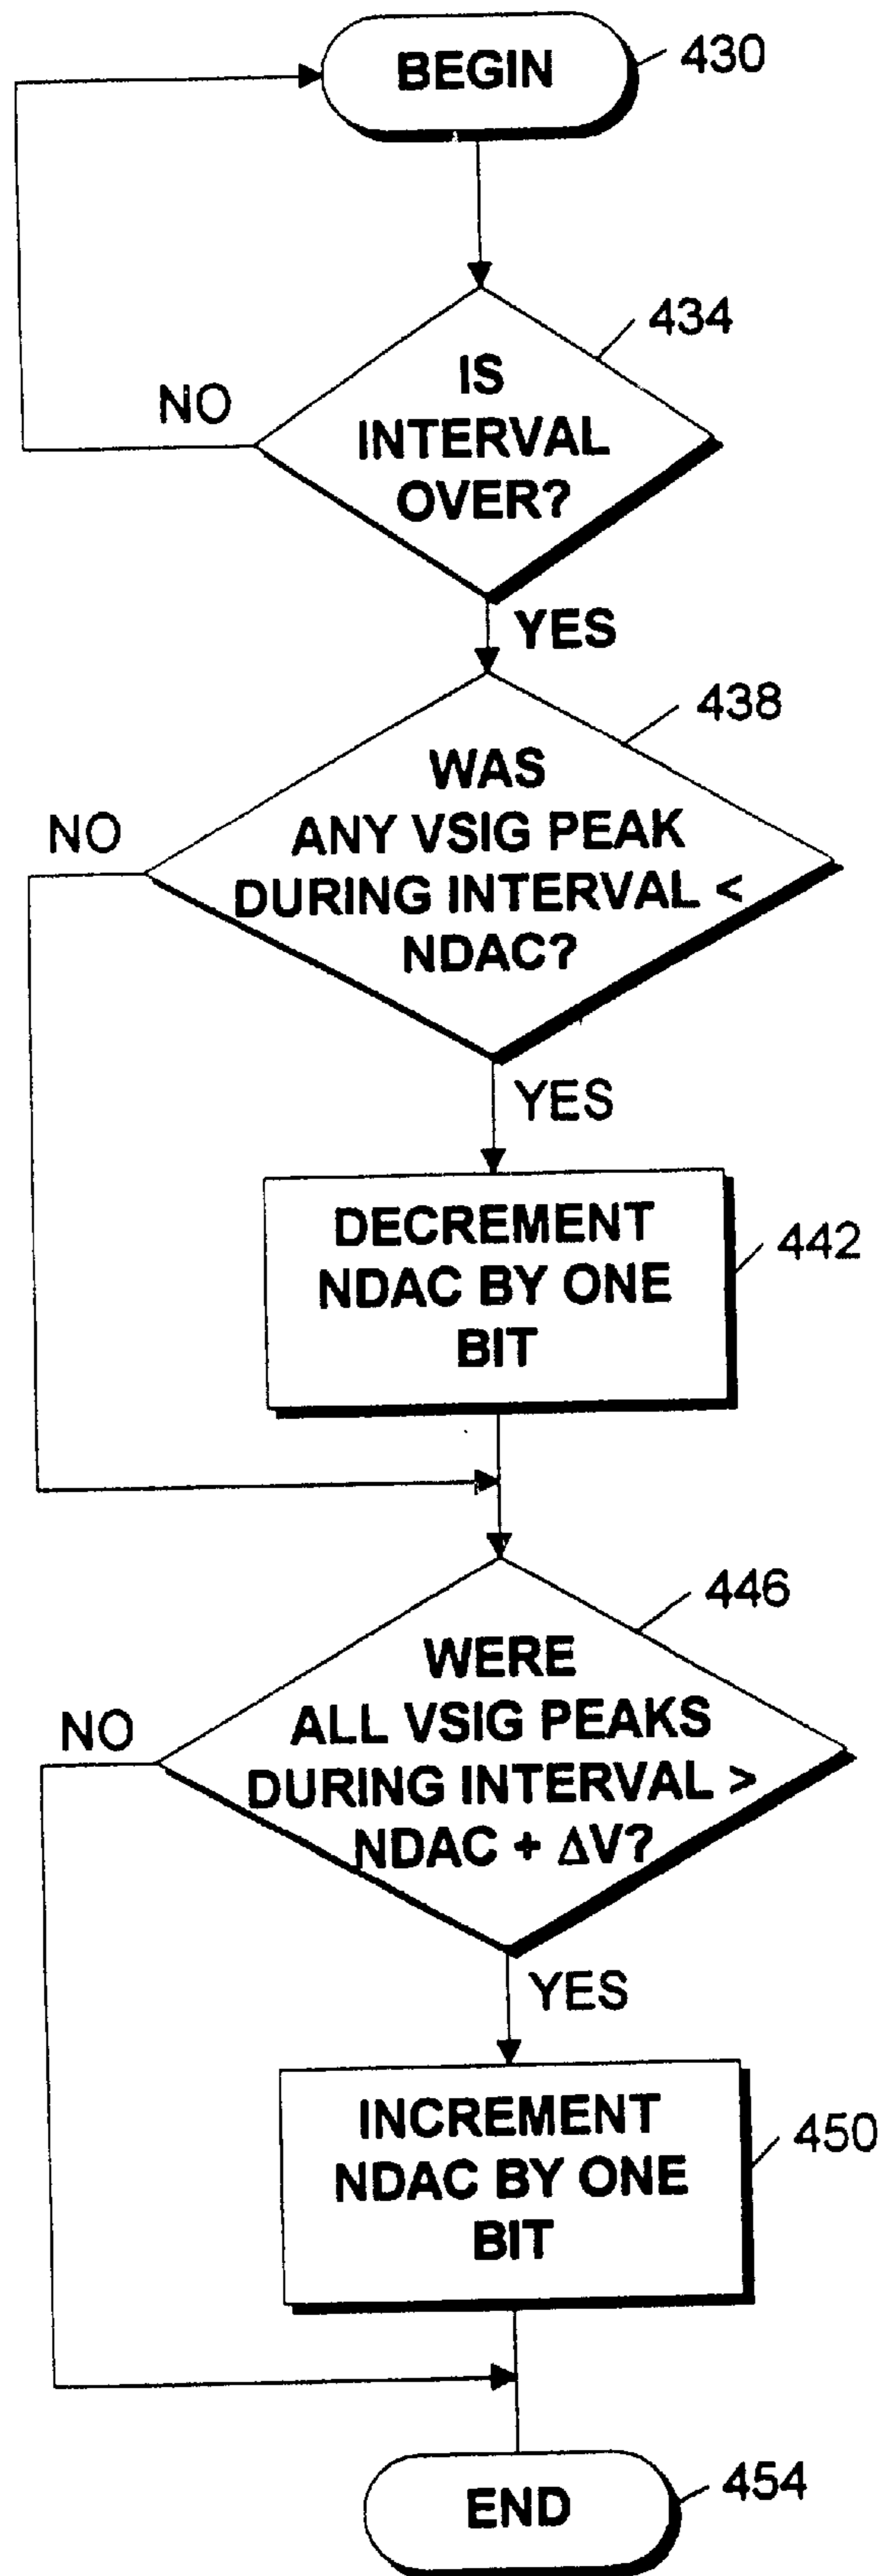 BEGIN
430
434
IS
INTERVAL
OVER?
NO
YES
438
WAS
ANY VSIG PEAK
DURING INTERVAL <
NDAC?
NO
YES
DECREMENT
NDAC BY ONE
BIT
442
446
WERE
ALL VSIG PEAKS
DURING INTERVAL >
NDAC + ΔV?
NO
YES
INCREMENT
NDAC BY ONE
BIT
450
END
454